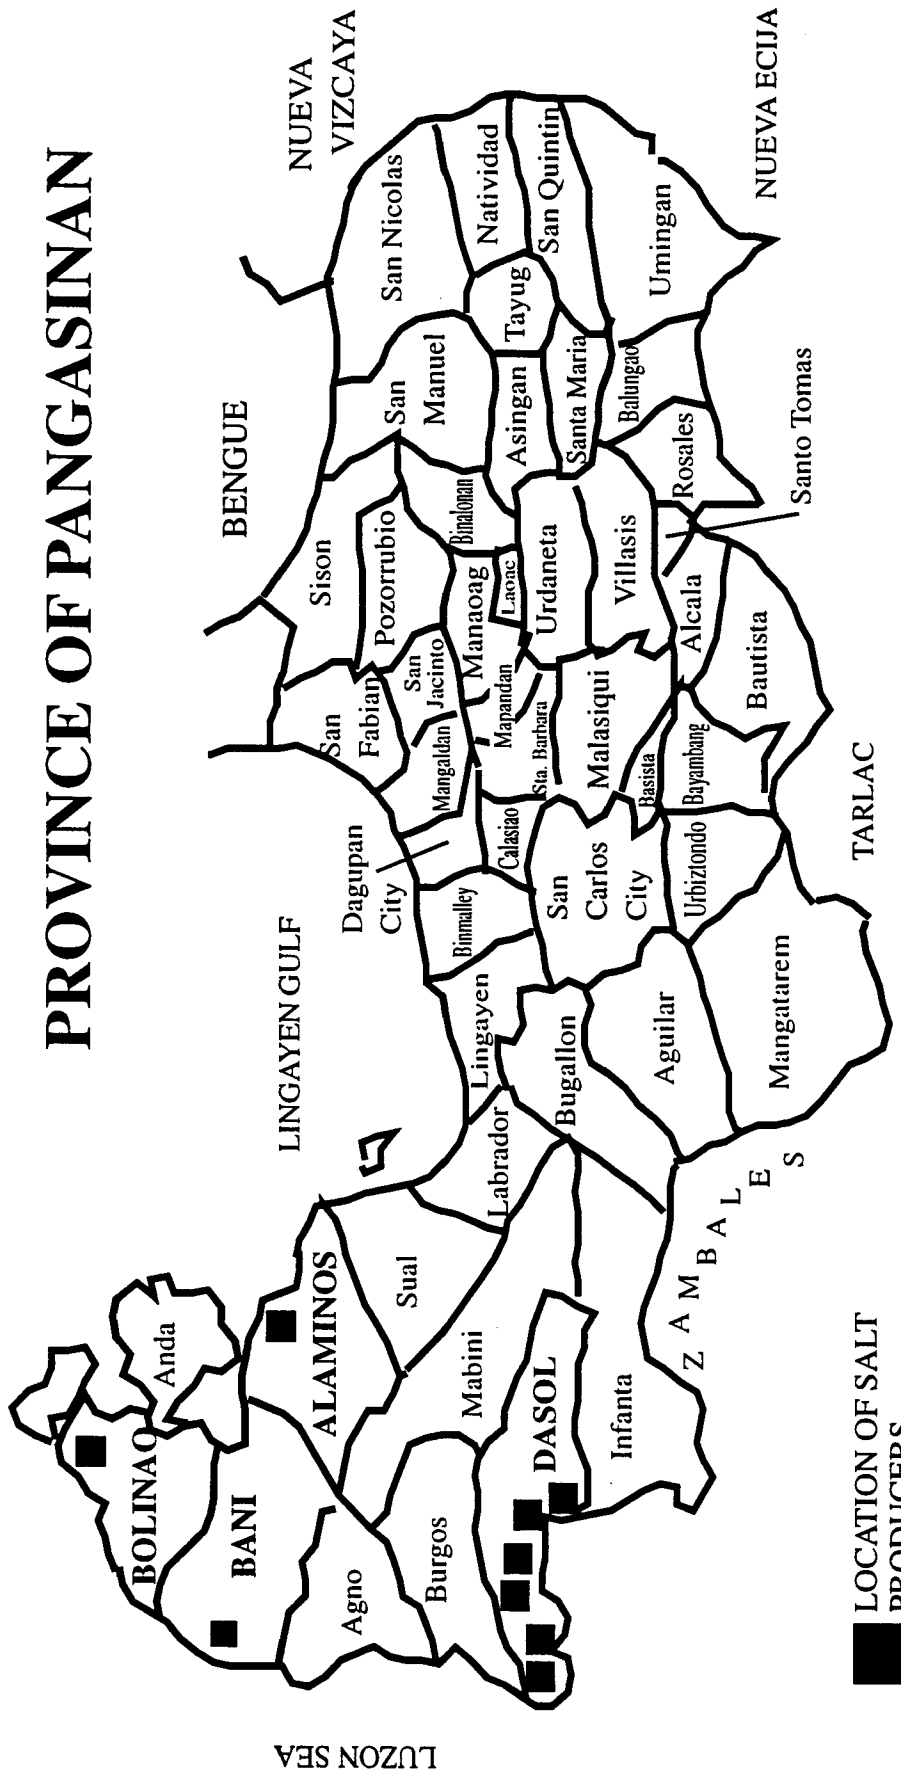 PROVINCE OF PANGASINAN
NUEVA
VIZCAYA
BENGUE
LINGAYEN GULF
NUEVA ECIJA
TARLAC
LUZON SEA
Z A M B A L E S
BOLINAO
Anda
BANI
ALAMINOS
Agno
Burgos
Sual
Mabini
DASOL
Infanta
Labrador
Lingayen
Bugallon
Aguilar
Mangatarem
Binmalley
Dagupan
City
Calasiao
San
Carlos
City
Urbiztondo
Basista
Bayambang
Bautista
Mangaldan
San
Fabian
San
Jacinto
Mapandan
Sta. Barbara
Malasiqui
Sison
Pozorrubio
Manaoag
Laoac
Binalonan
Urdaneta
Villasis
Alcala
Santo Tomas
Rosales
San
Manuel
Asingan
Santa Maria
Balungao
San Nicolas
Tayug
Natividad
San Quintin
Umingan
LOCATION OF SALT
PRODUCERS